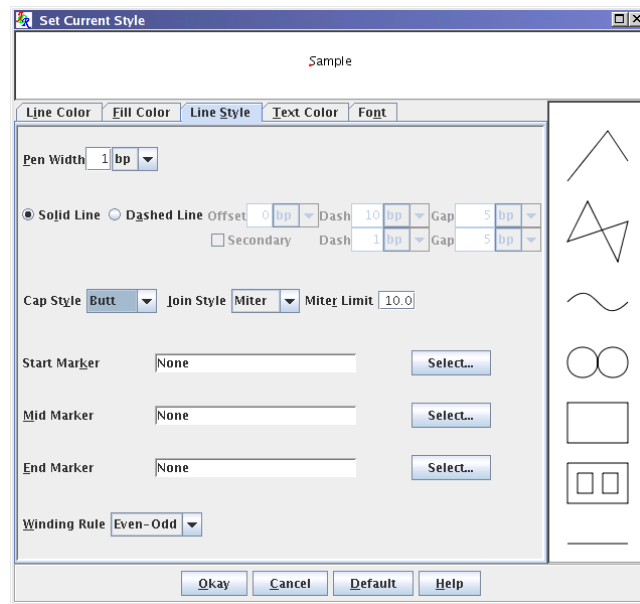 Set Current Style
Sample
Line Color Fill Color Line Style Text Color Font
Pen Width 1 bp
Solid Line Dashed Line Offset 0 bp Dash 10 bp Gap 5 bp
Secondary Dash 1 bp Gap 5 bp
Cap Style Butt Join Style Miter Miter Limit 10.0
Start Marker None Select...
Mid Marker None Select...
End Marker None Select...
Winding Rule Even-Odd
Okay Cancel Default Help